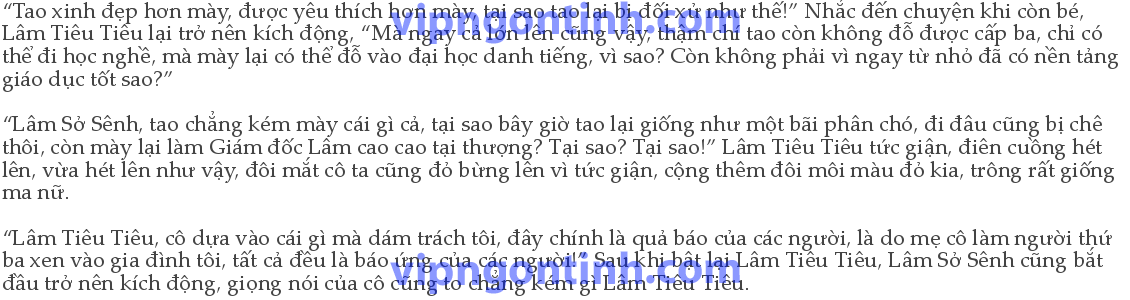 “Tao xinh đẹp hơn mày, được yêu thích hơn mày, tại sao tao lại bị đối xử như thế!” Nhắc đến chuyện khi còn bé,
vipngontinh.com
Lâm Tiêu Tiểu lại trở nên kích động, “Mà ngay cả lớn lên cũng vậy, thậm chí tao còn không đỗ được cấp ba, chỉ có
thể đi học nghề, mà mày lại có thể đỗ vào đại học danh tiếng, vì sao? Còn không phải vì ngay từ nhỏ đã có nền tảng
giáo dục tốt sao?”
“Lâm Sở Sênh, tao chẳng kém mày cái gì cả, tại sao bây giờ tao lại giống như một bãi phân chó, đi đâu cũng bị chê
thôi, còn mày lại làm Giám đốc Lâm cao cao tại thượng? Tại sao? Tại sao!” Lâm Tiêu Tiêu tức giận, điên cuồng hét
lên, vừa hét lên như vậy, đôi mắt cô ta cũng đỏ bừng lên vì tức giận, cộng thêm đôi môi màu đỏ kia, trông rất giống
ma nữ.
“Lâm Tiêu Tiêu, cô dựa vào cái gì mà dám trách tôi, đây chính là quả báo của các người, là do mẹ cô làm người thứ
ba xen vào gia đình tôi, tất cả đều là báo ứng của các người!” Sau khi bật lại Lâm Tiêu Tiêu, Lâm Sở Sênh cũng bắt
vipngontinh.com
đầu trở nên kích động, giọng nói của cô cũng to chẳng kém gì Lâm Tiêu Tiêu.